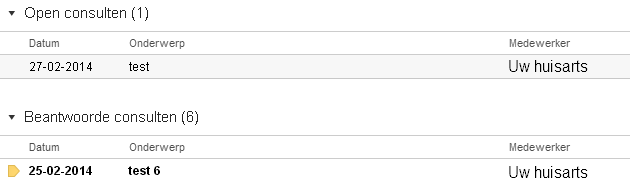 Open consulten (1)
Datum Onderwerp Medewerker
27-02-2014 test Uw huisarts
Beantwoorde consulten (6)
Datum Onderwerp Medewerker
25-02-2014 test 6 Uw huisarts